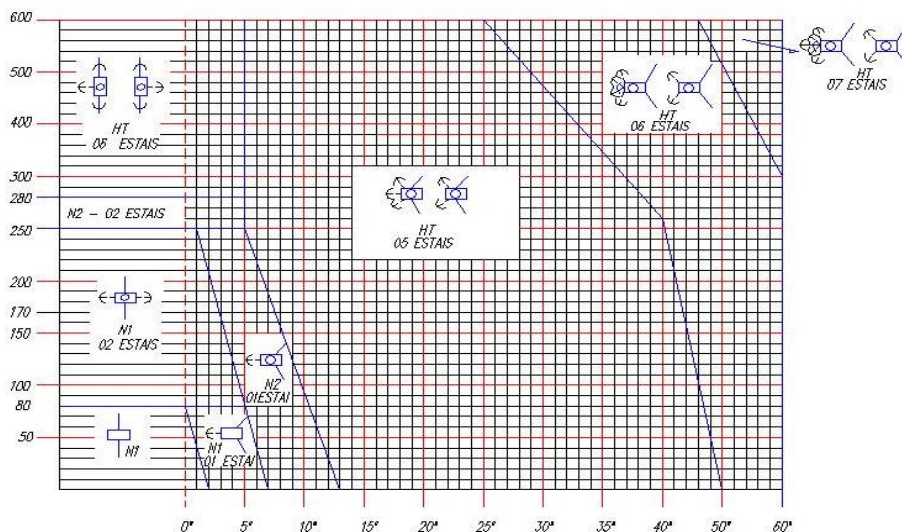 600
500
400
300
280
250
200
170
150
100
80
50
HT
06 ESTAIS
N2 - 02 ESTAIS
N1
02 ESTAIS
N1
N1
01 ESTAI
N2
01ESTAI
HT
05 ESTAIS
HT
06 ESTAIS
HT
07 ESTAIS
0° 5° 10° 15° 20° 25° 30° 35° 40° 45° 50° 60°